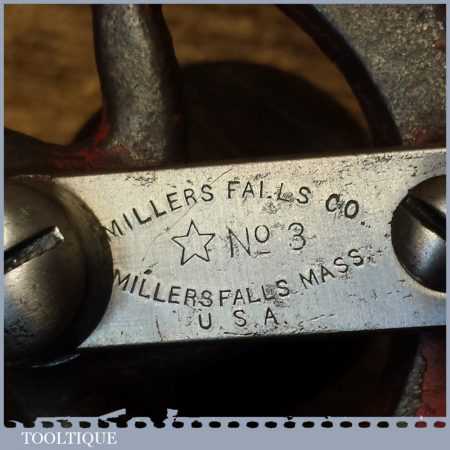 MILLERS FALLS CO.
☆ No 3
MILLERS FALLS MASS.
U.S.A.
TOOLTIQUE